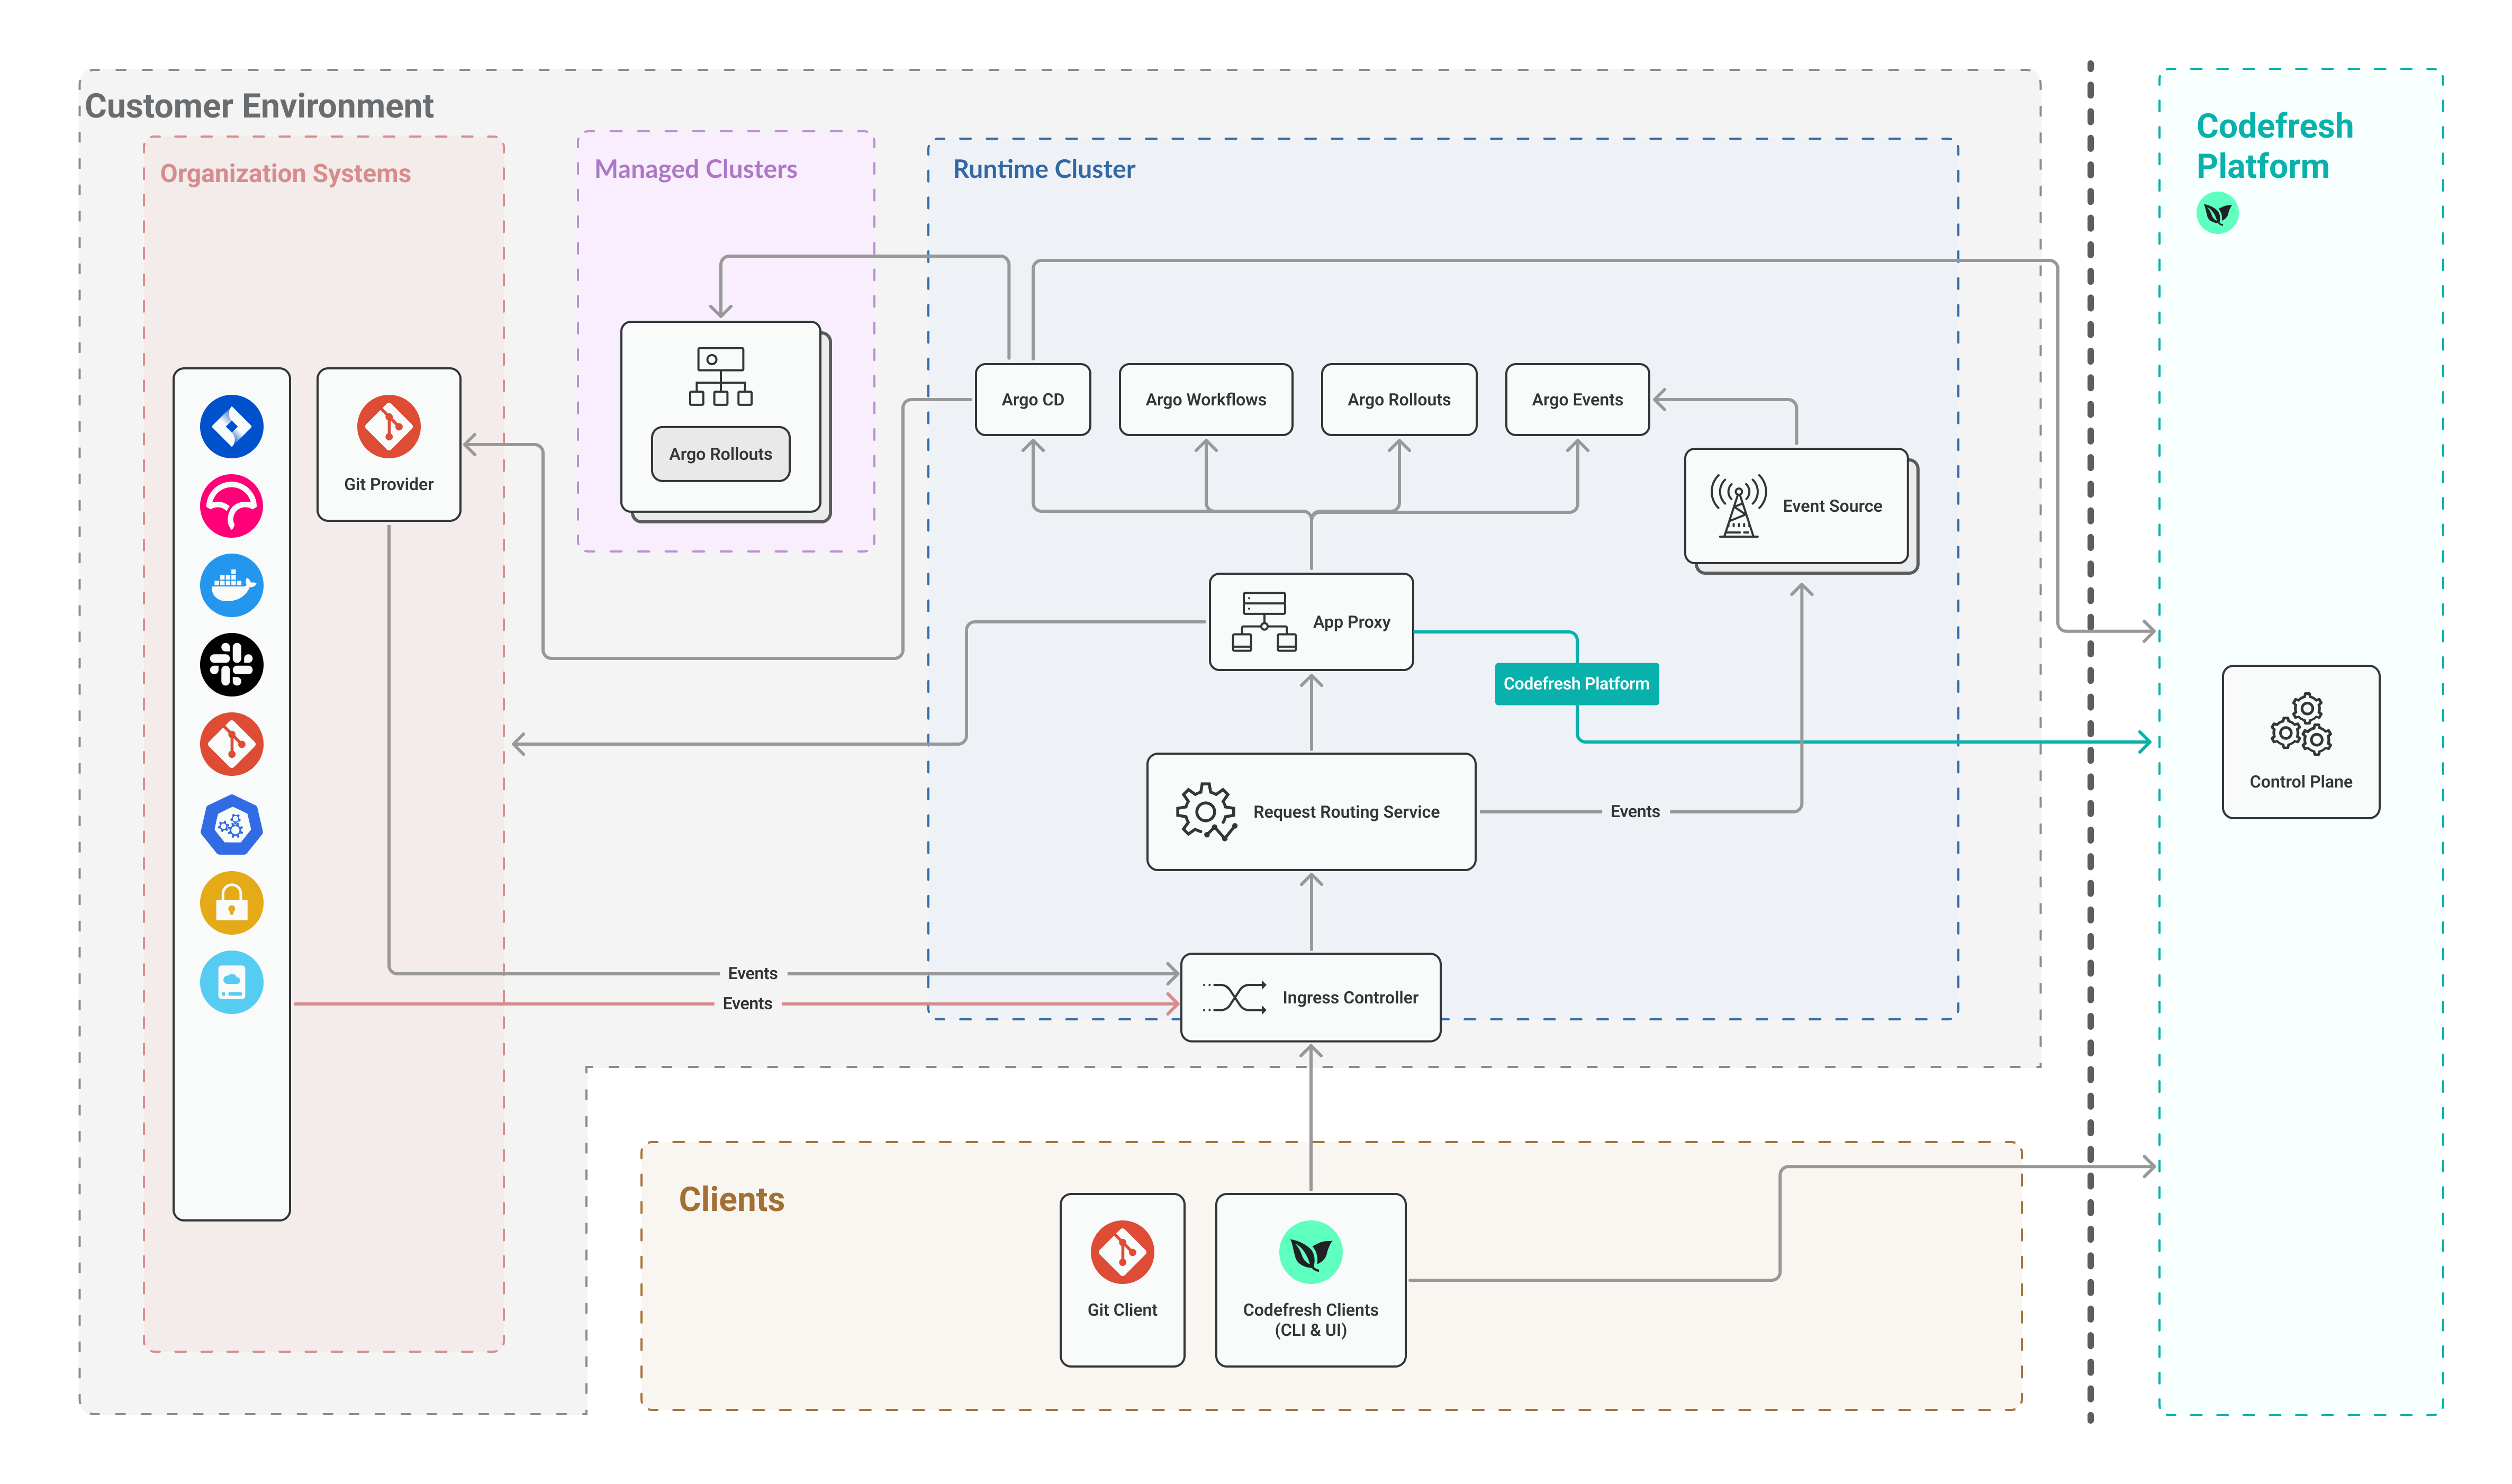 Customer Environment
Organization Systems
Git Provider
Managed Clusters
Argo Rollouts
Runtime Cluster
Argo CD
Argo Workflows
Argo Rollouts
Argo Events
Event Source
App Proxy
Codefresh Platform
Request Routing Service
Events
Events
Events
Ingress Controller
Clients
Git Client
Codefresh Clients
(CLI & UI)
Codefresh
Platform
Control Plane